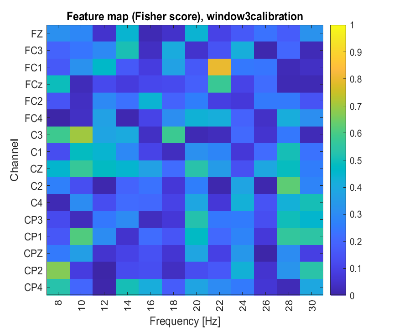 Feature map (Fisher score), window3calibration
Channel
FZ
FC3
FC1
FCz
FC2
FC4
C3
C1
CZ
C2
C4
CP3
CP1
CPZ
CP2
CP4
8 10 12 14 16 18 20 22 24 26 28 30
Frequency [Hz]
1
0.9
0.8
0.7
0.6
0.5
0.4
0.3
0.2
0.1
0